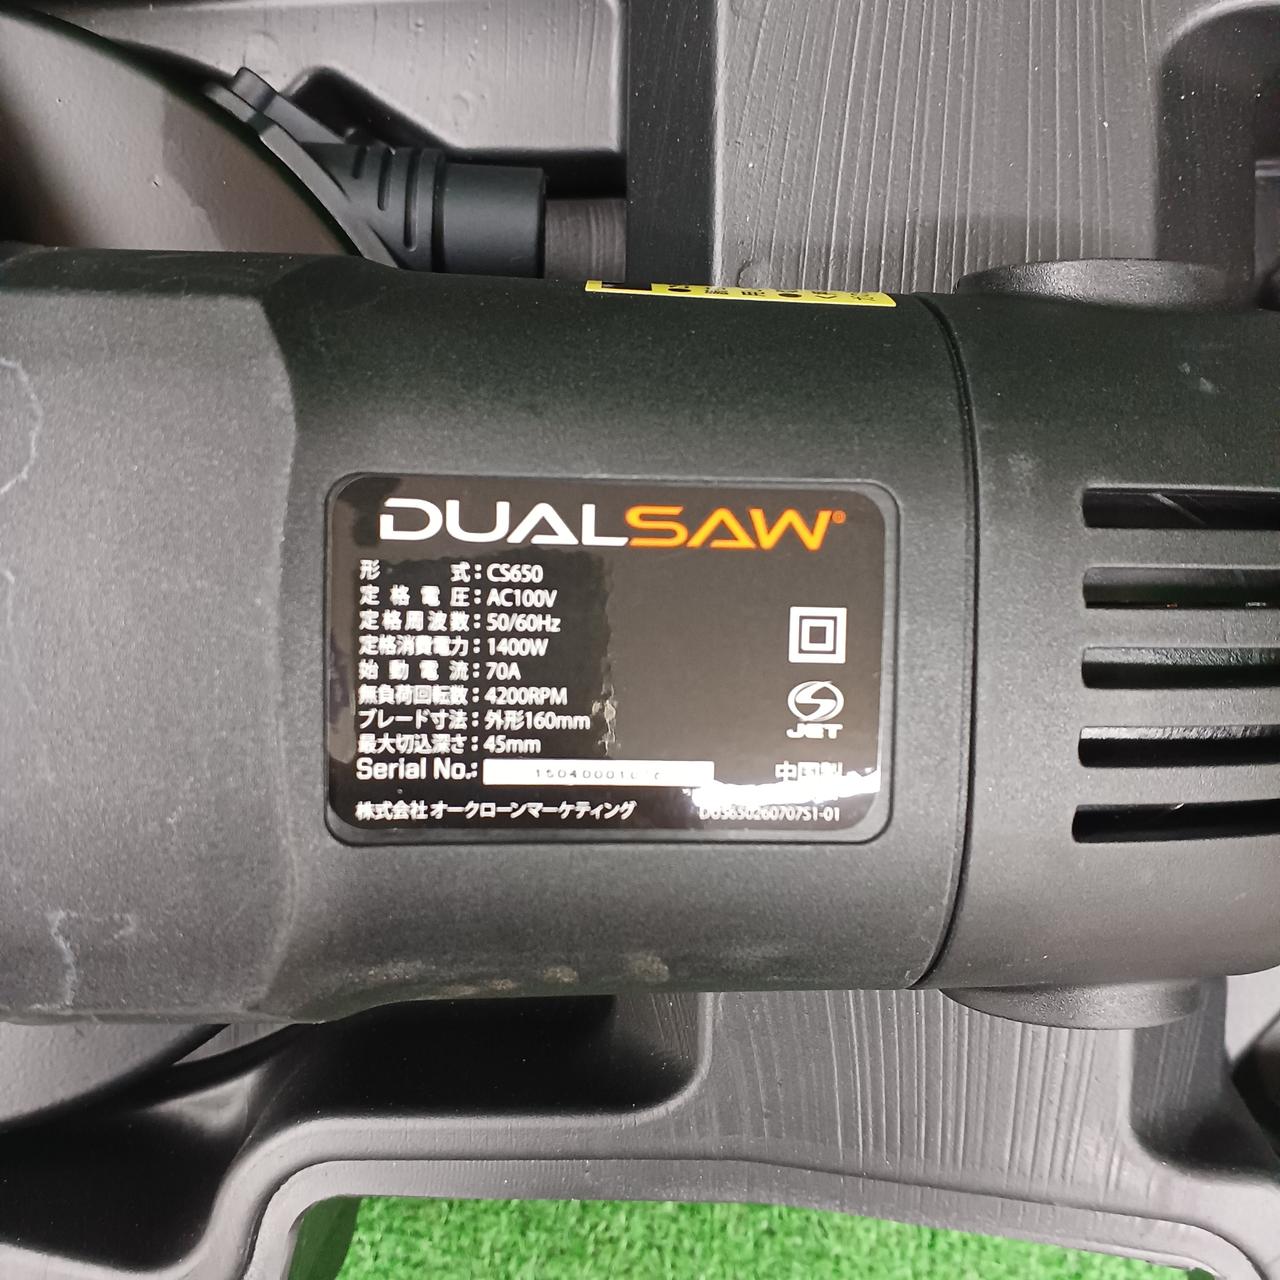 DUALSAW®
形式：CS650
定格電圧：AC100V
定格周波数：50/60Hz
定格消費電力：1400W
始動電流：70A
無負荷回転数：4200RPM
ブレード寸法：外形160mm
最大切込深さ：45mm
Serial No.:
JET
中国製
株式会社オークローンマーケティング